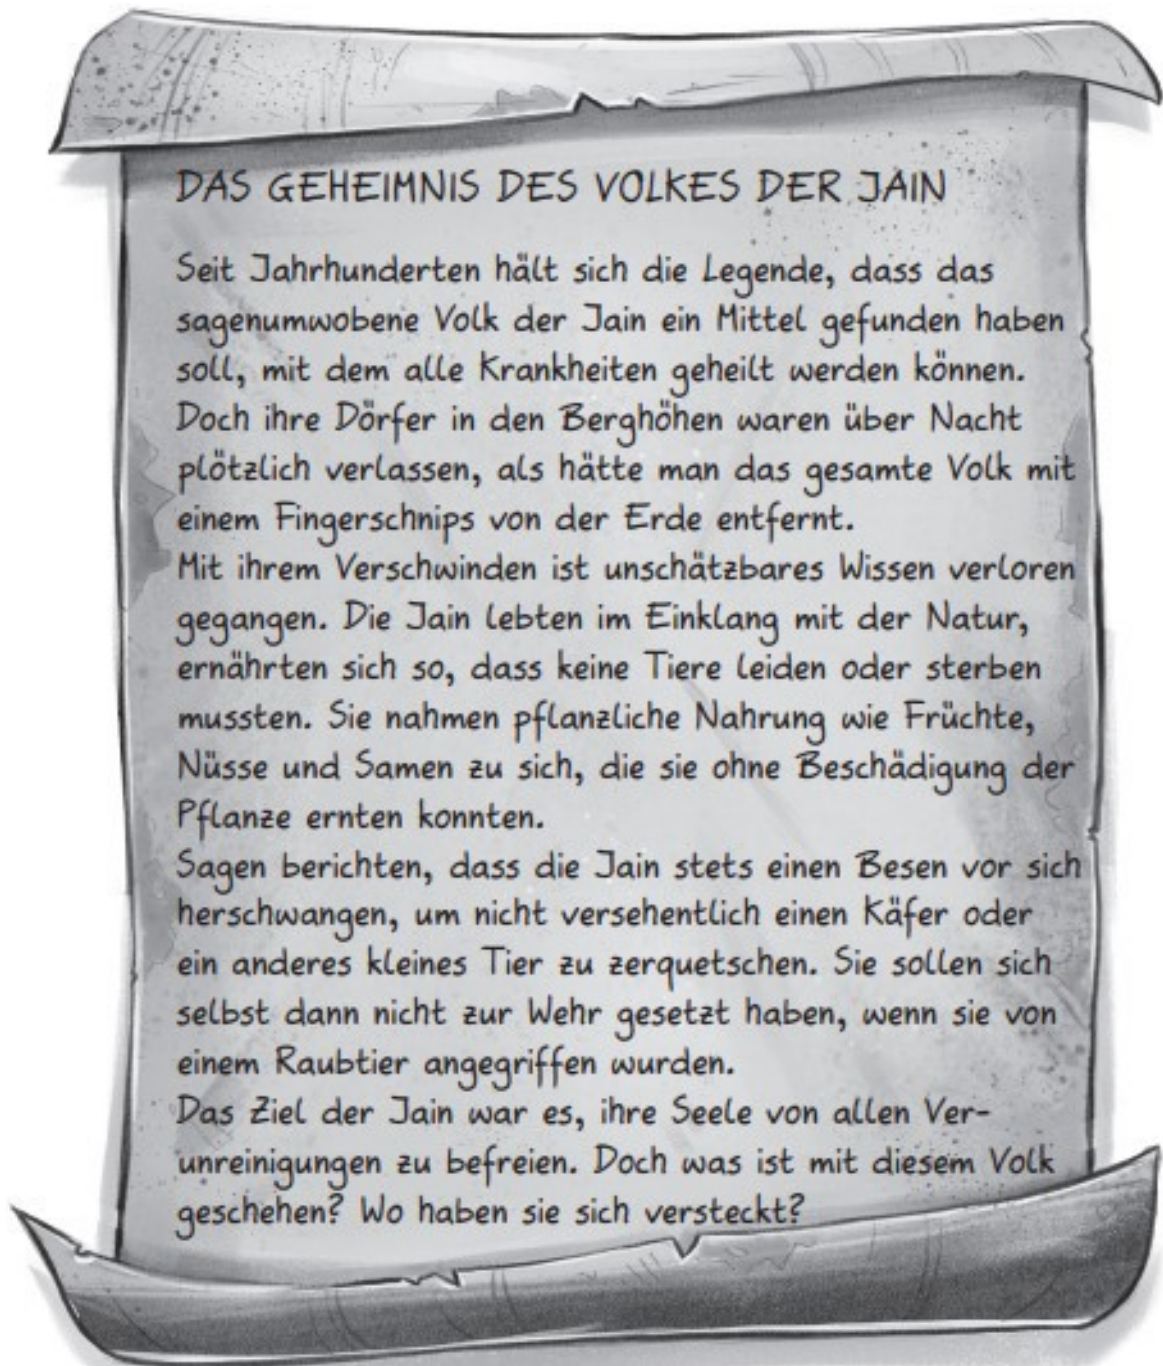 DAS GEHEIMNIS DES VOLKES DER JAIN
Seit Jahrhunderten hält sich die Legende, dass das
sagenumwobene Volk der Jain ein Mittel gefunden haben
soll, mit dem alle Krankheiten geheilt werden können.
Doch ihre Dörfer in den Berghöhen waren über Nacht
plötzlich verlassen, als hätte man das gesamte Volk mit
einem Fingerschnips von der Erde entfernt.
Mit ihrem Verschwinden ist unschätzbares Wissen verloren
gegangen. Die Jain lebten im Einklang mit der Natur,
ernährten sich so, dass keine Tiere leiden oder sterben
mussten. Sie nahmen pflanzliche Nahrung wie Früchte,
Nüsse und Samen zu sich, die sie ohne Beschädigung der
Pflanze ernten konnten.
Sagen berichten, dass die Jain stets einen Besen vor sich
herschwangen, um nicht versehentlich einen Käfer oder
ein anderes kleines Tier zu zerquetschen. Sie sollen sich
selbst dann nicht zur Wehr gesetzt haben, wenn sie von
einem Raubtier angegriffen wurden.
Das Ziel der Jain war es, ihre Seele von allen Ver-
unreinigungen zu befreien. Doch was ist mit diesem Volk
geschehen? Wo haben sie sich versteckt?